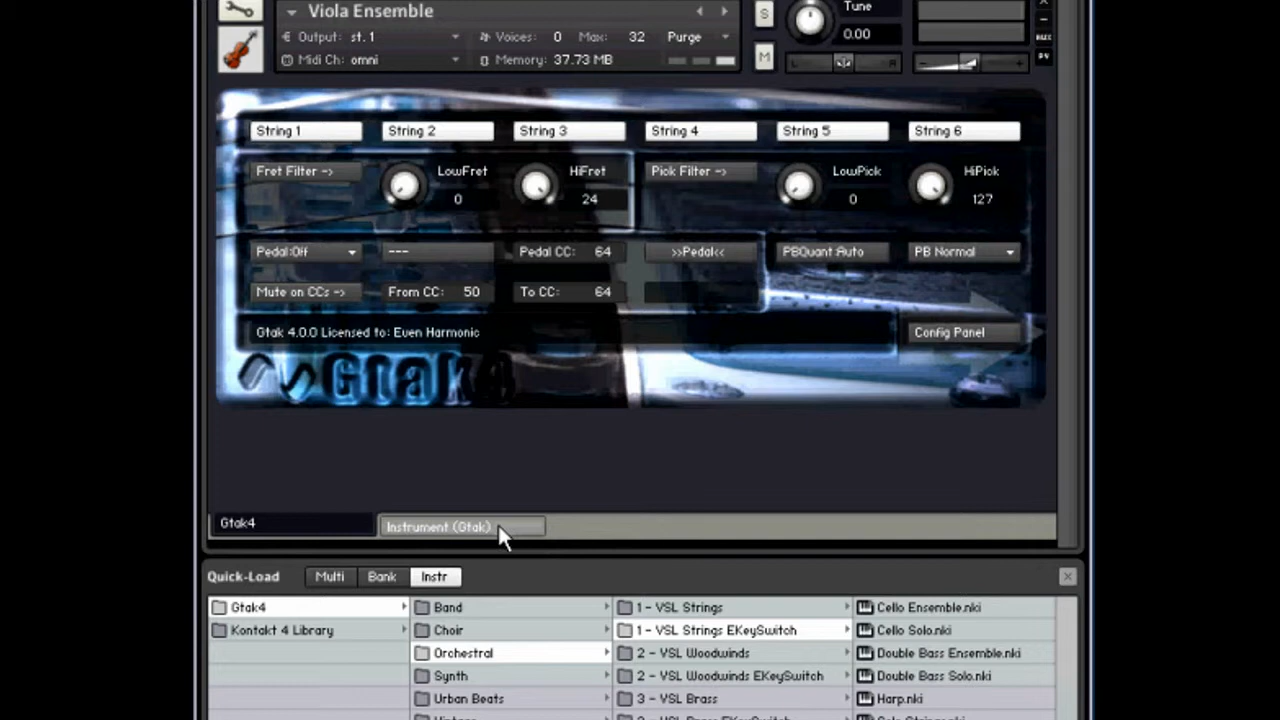 Viola Ensemble
Output: st. 1 Voices: 0 Max: 32 Purge
Midi Ch: omni Memory: 37.73 MB
S
M
Tune
0.00
L R
- +
AUX
PV
String 1 String 2 String 3 String 4 String 5 String 6
Fret Filter -> LowFret 0 HiFret 24 Pick Filter -> LowPick 0 HiPick 127
Pedal:Off --- Pedal CC: 64 >>Pedal<< PBQuant:Auto PB Normal
Mute on CCs -> From CC: 50 To CC: 64
Gtak 4.0.0 Licensed to: Even Harmonic Config Panel
Gtak4
Gtak4 Instrument (Gtak)
Quick-Load Multi Bank Instr
Gtak4 Band 1 - VSL Strings Cello Ensemble.nki
Kontakt 4 Library Choir 1 - VSL Strings EKeySwitch Cello Solo.nki
Orchestral 2 - VSL Woodwinds Double Bass Ensemble.nki
Synth 2 - VSL Woodwinds EKeySwitch Double Bass Solo.nki
Urban Beats 3 - VSL Brass Harp.nki